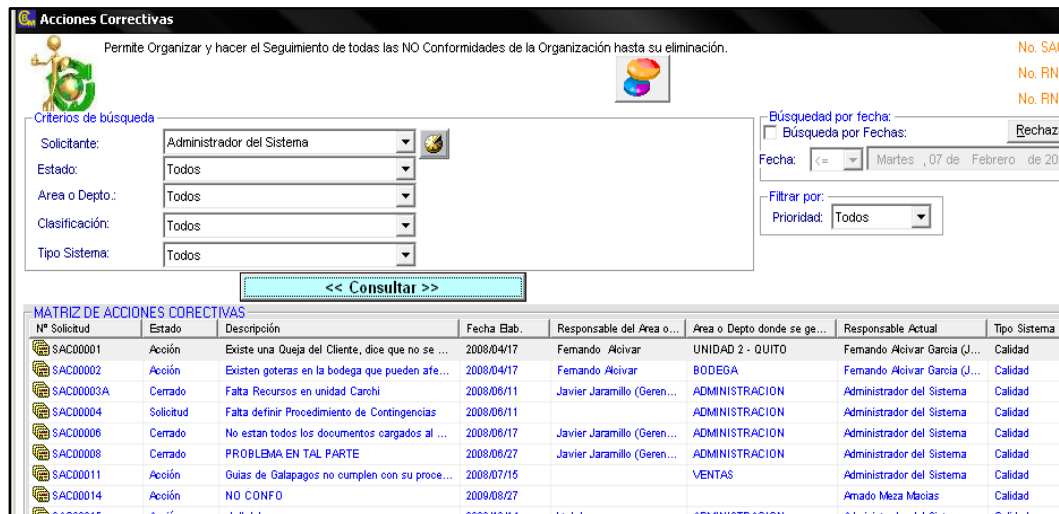 Acciones Correctivas
Permite Organizar y hacer el Seguimiento de todas las NO Conformidades de la Organización hasta su eliminación.
No. SA
No. RN
No. RN
Criterios de búsqueda
Solicitante: Administrador del Sistema
Estado: Todos
Area o Depto.: Todos
Clasificación: Todos
Tipo Sistema: Todos
Búsquedad por fecha:
Búsqueda por Fechas: Rechaz
Fecha: <= Martes , 07 de Febrero de 20
Filtrar por:
Prioridad: Todos
<< Consultar >>
MATRIZ DE ACCIONES CORECTIVAS
Nº Solicitud Estado Descripción Fecha Elab. Responsable del Area o... Area o Depto donde se ge... Responsable Actual Tipo Sistema
SAC00001 Acción Existe una Queja del Cliente, dice que no se ... 2008/04/17 Fernando Alcivar UNIDAD 2 - QUITO Fernando Alcivar Garcia (J... Calidad
SAC00002 Acción Existen goteras en la bodega que pueden afe... 2008/04/17 Fernando Alcivar BODEGA Fernando Alcivar Garcia (J... Calidad
SAC00003A Cerrado Falta Recursos en unidad Carchi 2008/06/11 Javier Jaramillo (Geren... ADMINISTRACION Administrador del Sistema Calidad
SAC00004 Solicitud Falta definir Procedimiento de Contingencias 2008/06/11 ADMINISTRACION Administrador del Sistema Calidad
SAC00006 Cerrado No estan todos los documentos cargados al ... 2008/06/17 Javier Jaramillo (Geren... ADMINISTRACION Administrador del Sistema Calidad
SAC00008 Cerrado PROBLEMA EN TAL PARTE 2008/06/27 Javier Jaramillo (Geren... ADMINISTRACION Administrador del Sistema Calidad
SAC00011 Acción Guias de Galapagos no cumplen con su proce... 2008/07/15 VENTAS Administrador del Sistema Calidad
SAC00014 Acción NO CONFO 2009/08/27 Amado Meza Macias Calidad